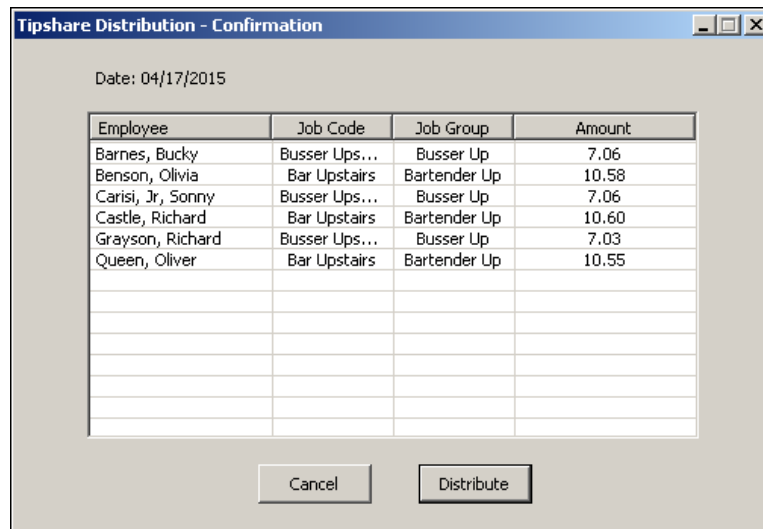 Tipshare Distribution - Confirmation
Date: 04/17/2015
Employee Job Code Job Group Amount
Barnes, Bucky Busser Ups... Busser Up 7.06
Benson, Olivia Bar Upstairs Bartender Up 10.58
Carisi, Jr, Sonny Busser Ups... Busser Up 7.06
Castle, Richard Bar Upstairs Bartender Up 10.60
Grayson, Richard Busser Ups... Busser Up 7.03
Queen, Oliver Bar Upstairs Bartender Up 10.55
Cancel Distribute